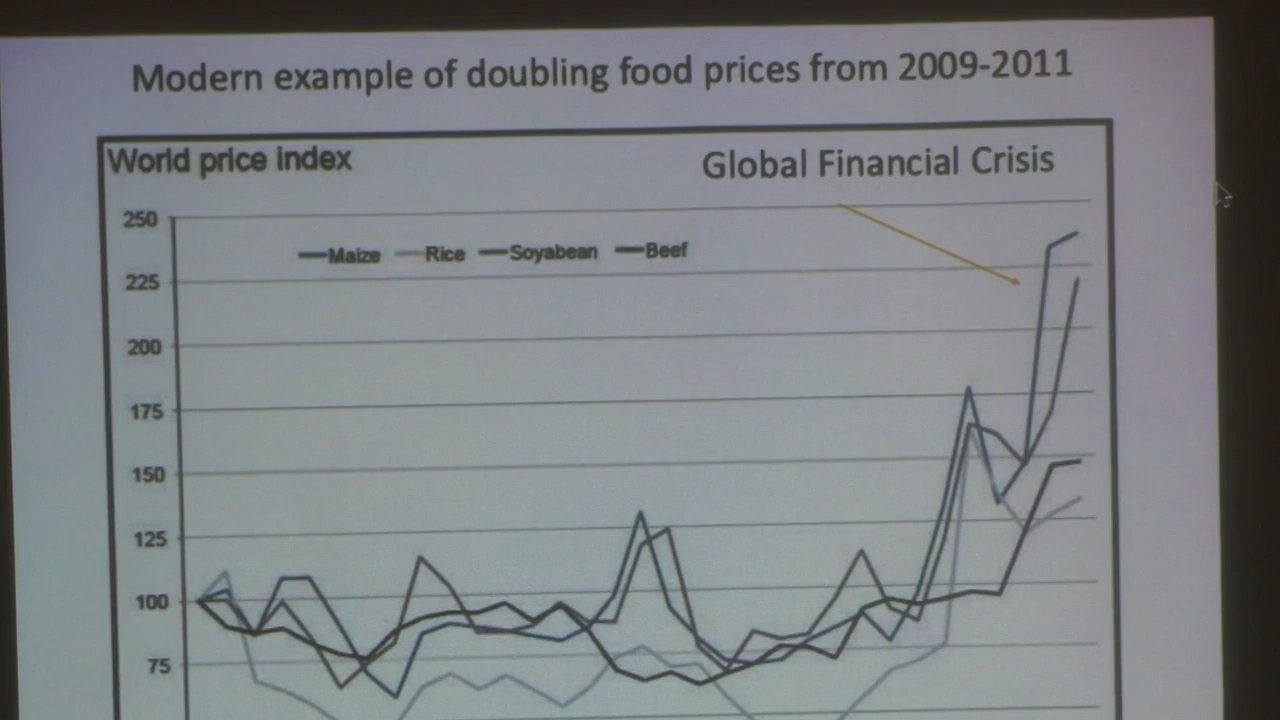 Modern example of doubling food prices from 2009-2011
World price index
Global Financial Crisis
250
Maize Rice Soyabean Beef
225
200
175
150
125
100
75